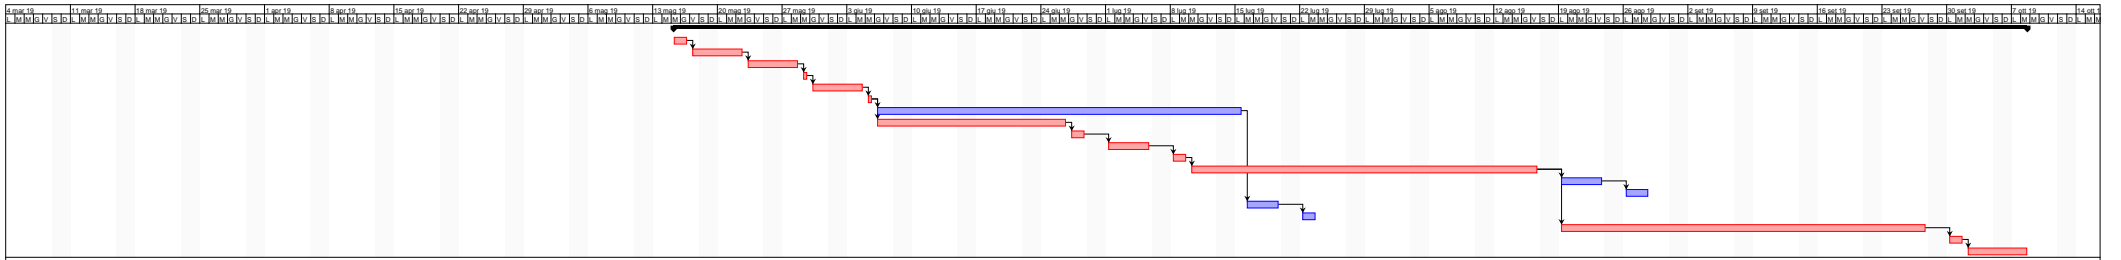 4 mar 19 11 mar 19 18 mar 19 25 mar 19 1 apr 19 8 apr 19 15 apr 19 22 apr 19 29 apr 19 6 mag 19 13 mag 19 20 mag 19 27 mag 19 3 giu 19 10 giu 19 17 giu 19 24 giu 19 1 lug 19 8 lug 19 15 lug 19 22 lug 19 29 lug 19 5 ago 19 12 ago 19 19 ago 19 26 ago 19 2 set 19 9 set 19 16 set 19 23 set 19 30 set 19 7 ott 19 14 ott 1
L M M G V S D L M M G V S D L M M G V S D L M M G V S D L M M G V S D L M M G V S D L M M G V S D L M M G V S D L M M G V S D L M M G V S D L M M G V S D L M M G V S D L M M G V S D L M M G V S D L M M G V S D L M M G V S D L M M G V S D L M M G V S D L M M G V S D L M M G V S D L M M G V S D L M M G V S D L M M G V S D L M M G V S D L M M G V S D L M M G V S D L M M G V S D L M M G V S D L M M G V S D L M M G V S D L M M G V S D L M M G V S D L M M